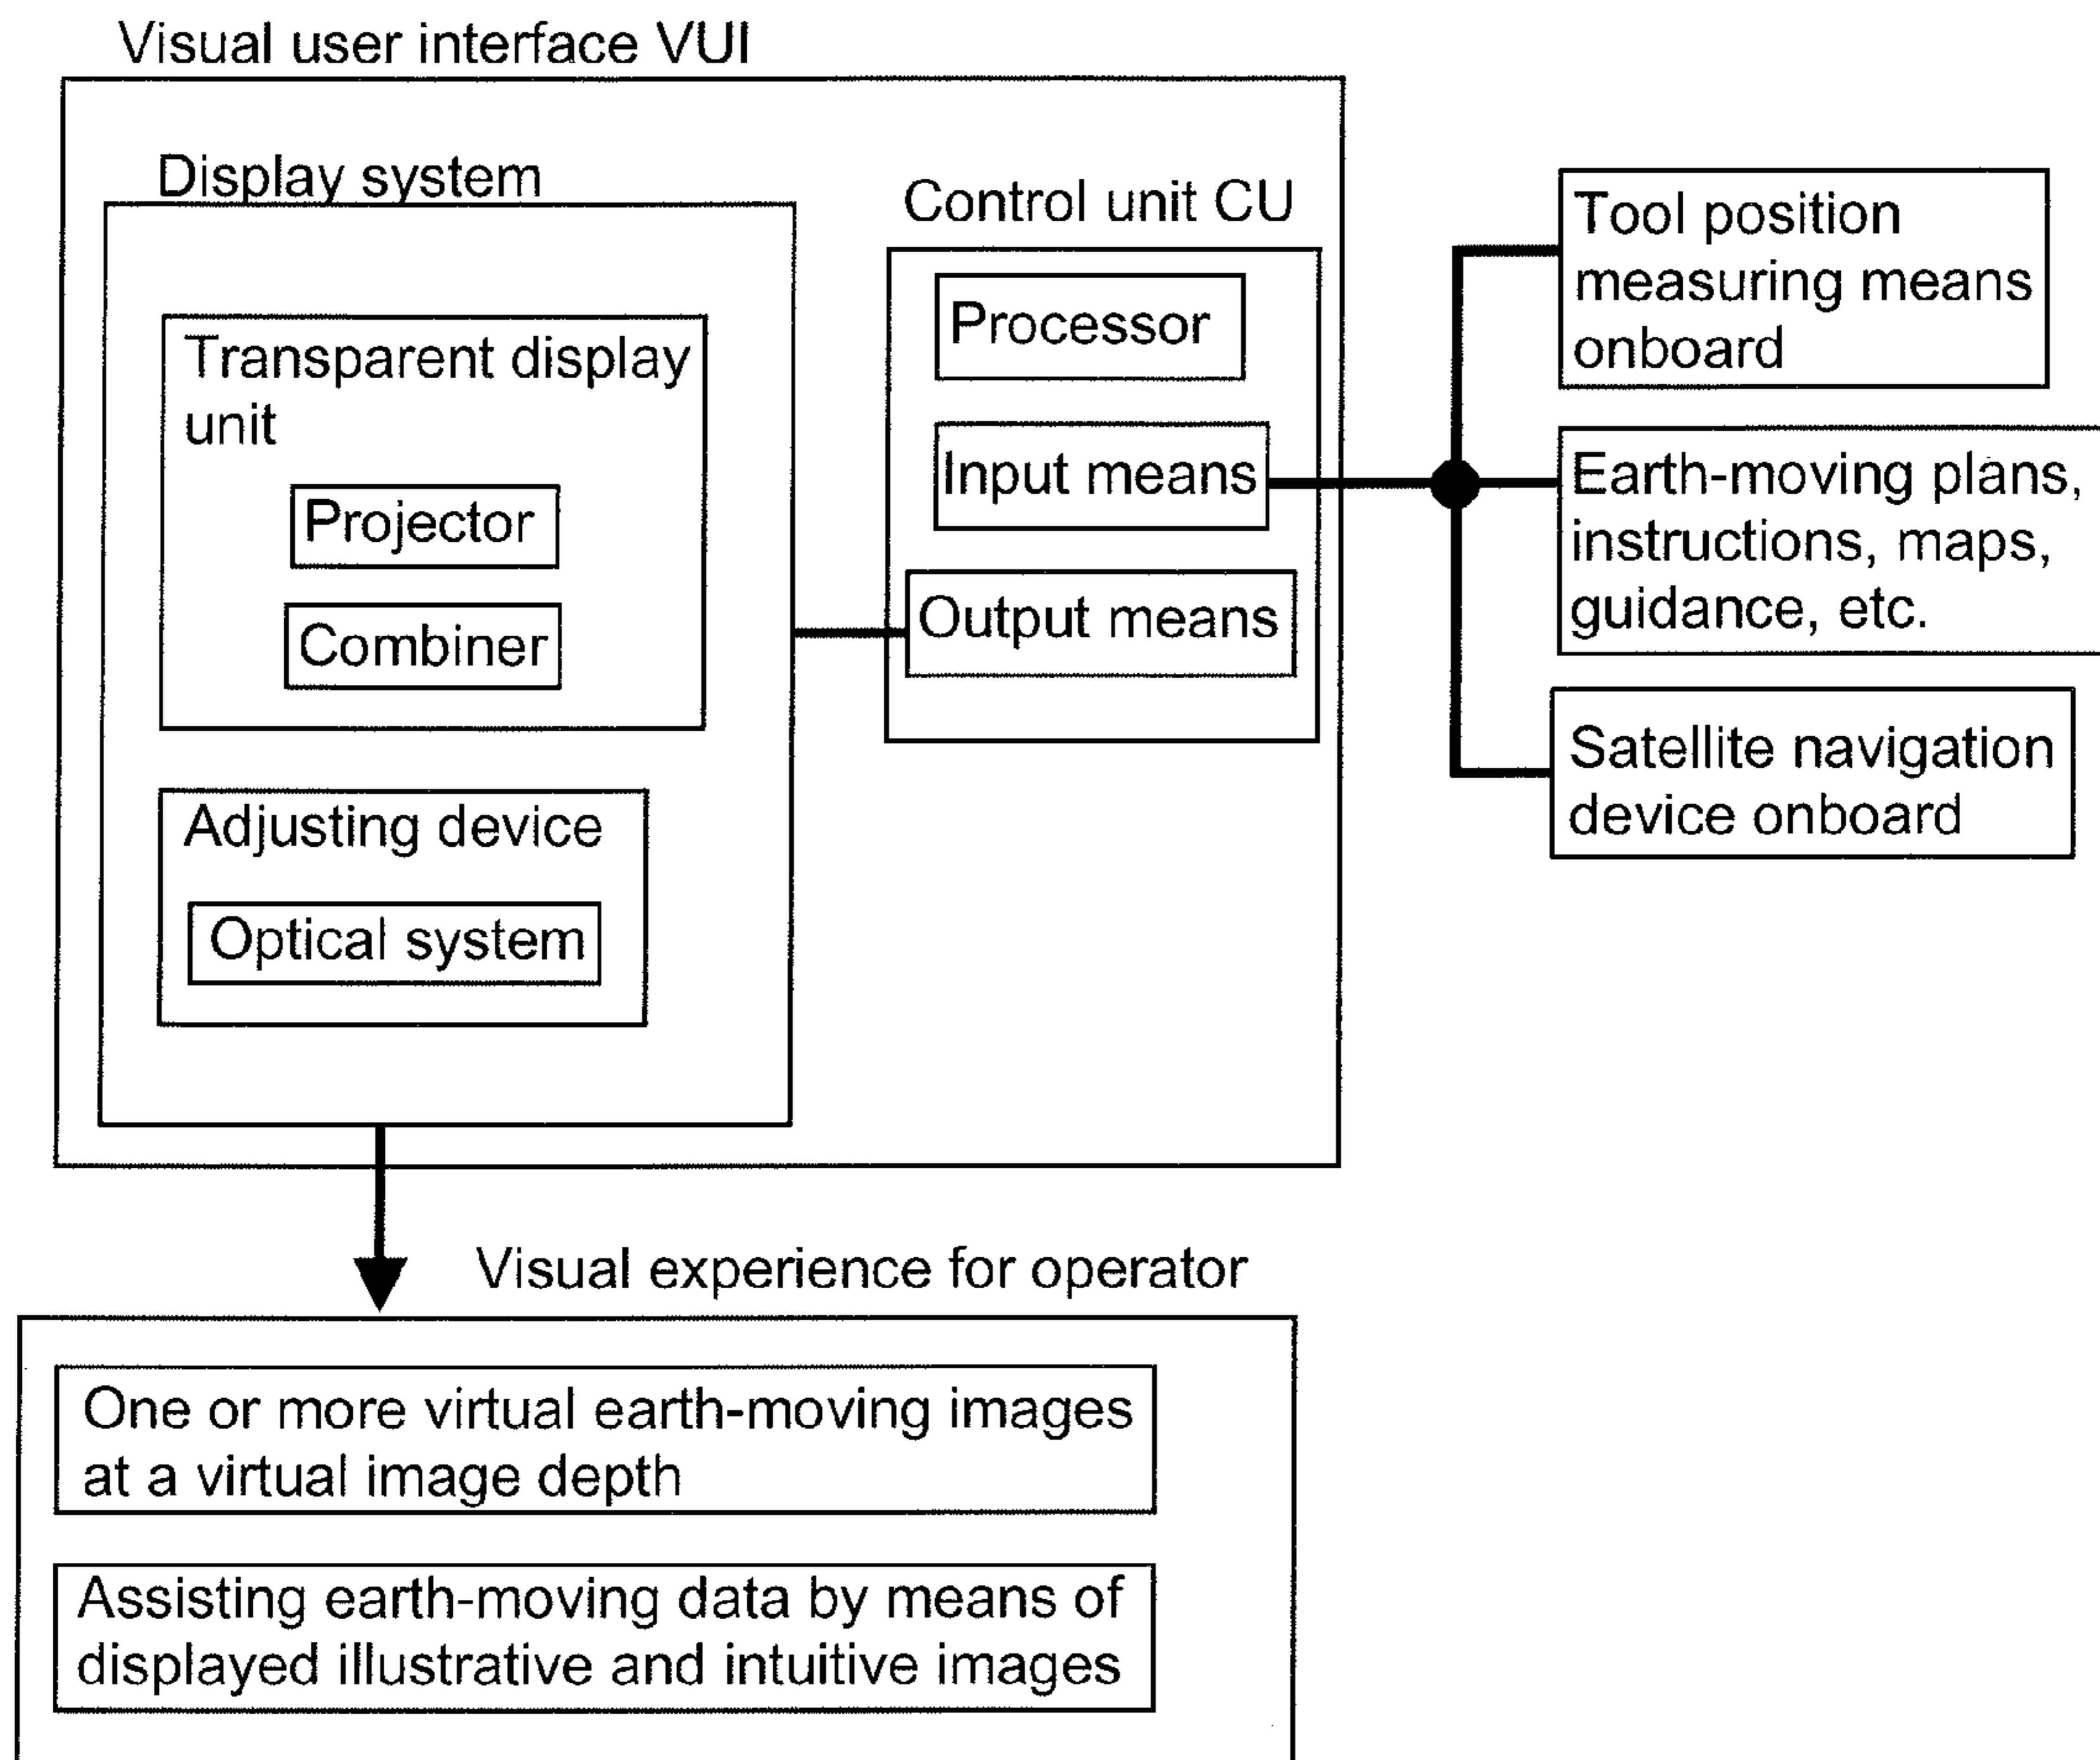 Visual user interface VUI
Display system
Transparent display
unit
Projector
Combiner
Adjusting device
Optical system
Control unit CU
Processor
Input means
Output means
Tool position
measuring means
onboard
Earth-moving plans,
instructions, maps,
guidance, etc.
Satellite navigation
device onboard
Visual experience for operator
One or more virtual earth-moving images
at a virtual image depth
Assisting earth-moving data by means of
displayed illustrative and intuitive images